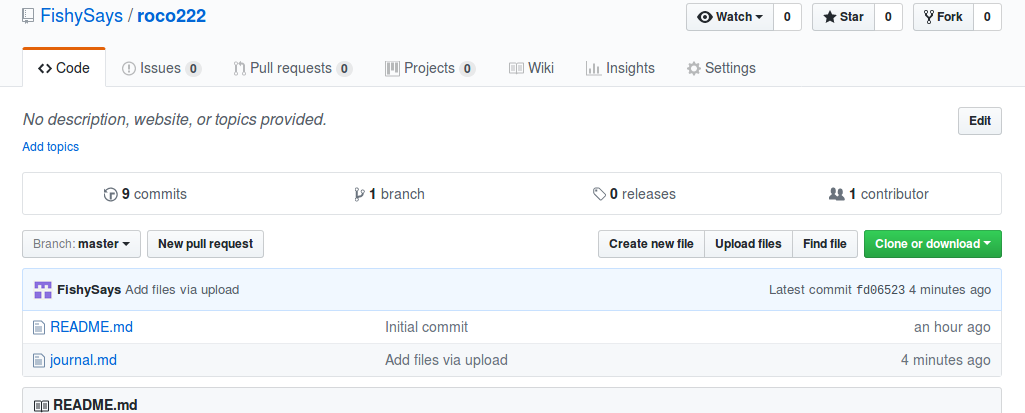 FishySays / roco222
Watch 0 Star 0 Fork 0
Code Issues 0 Pull requests 0 Projects 0 Wiki Insights Settings
No description, website, or topics provided.
Edit
Add topics
9 commits 1 branch 0 releases 1 contributor
Branch: master New pull request Create new file Upload files Find file Clone or download
FishySays Add files via upload Latest commit fd06523 4 minutes ago
README.md Initial commit an hour ago
journal.md Add files via upload 4 minutes ago
README.md